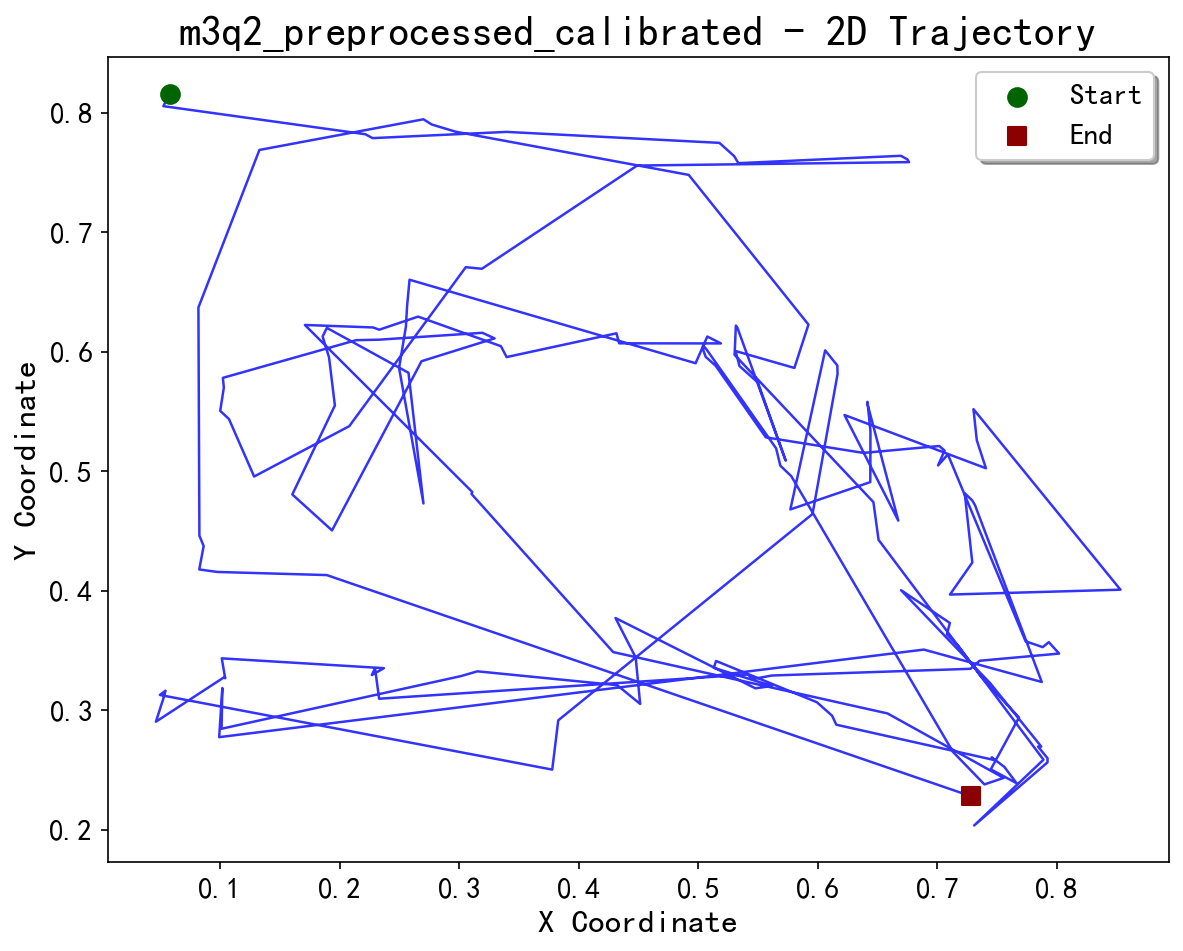 m3q2_preprocessed_calibrated - 2D Trajectory
Start
End
Y Coordinate
0.8
0.7
0.6
0.5
0.4
0.3
0.2
0.1 0.2 0.3 0.4 0.5 0.6 0.7 0.8
X Coordinate